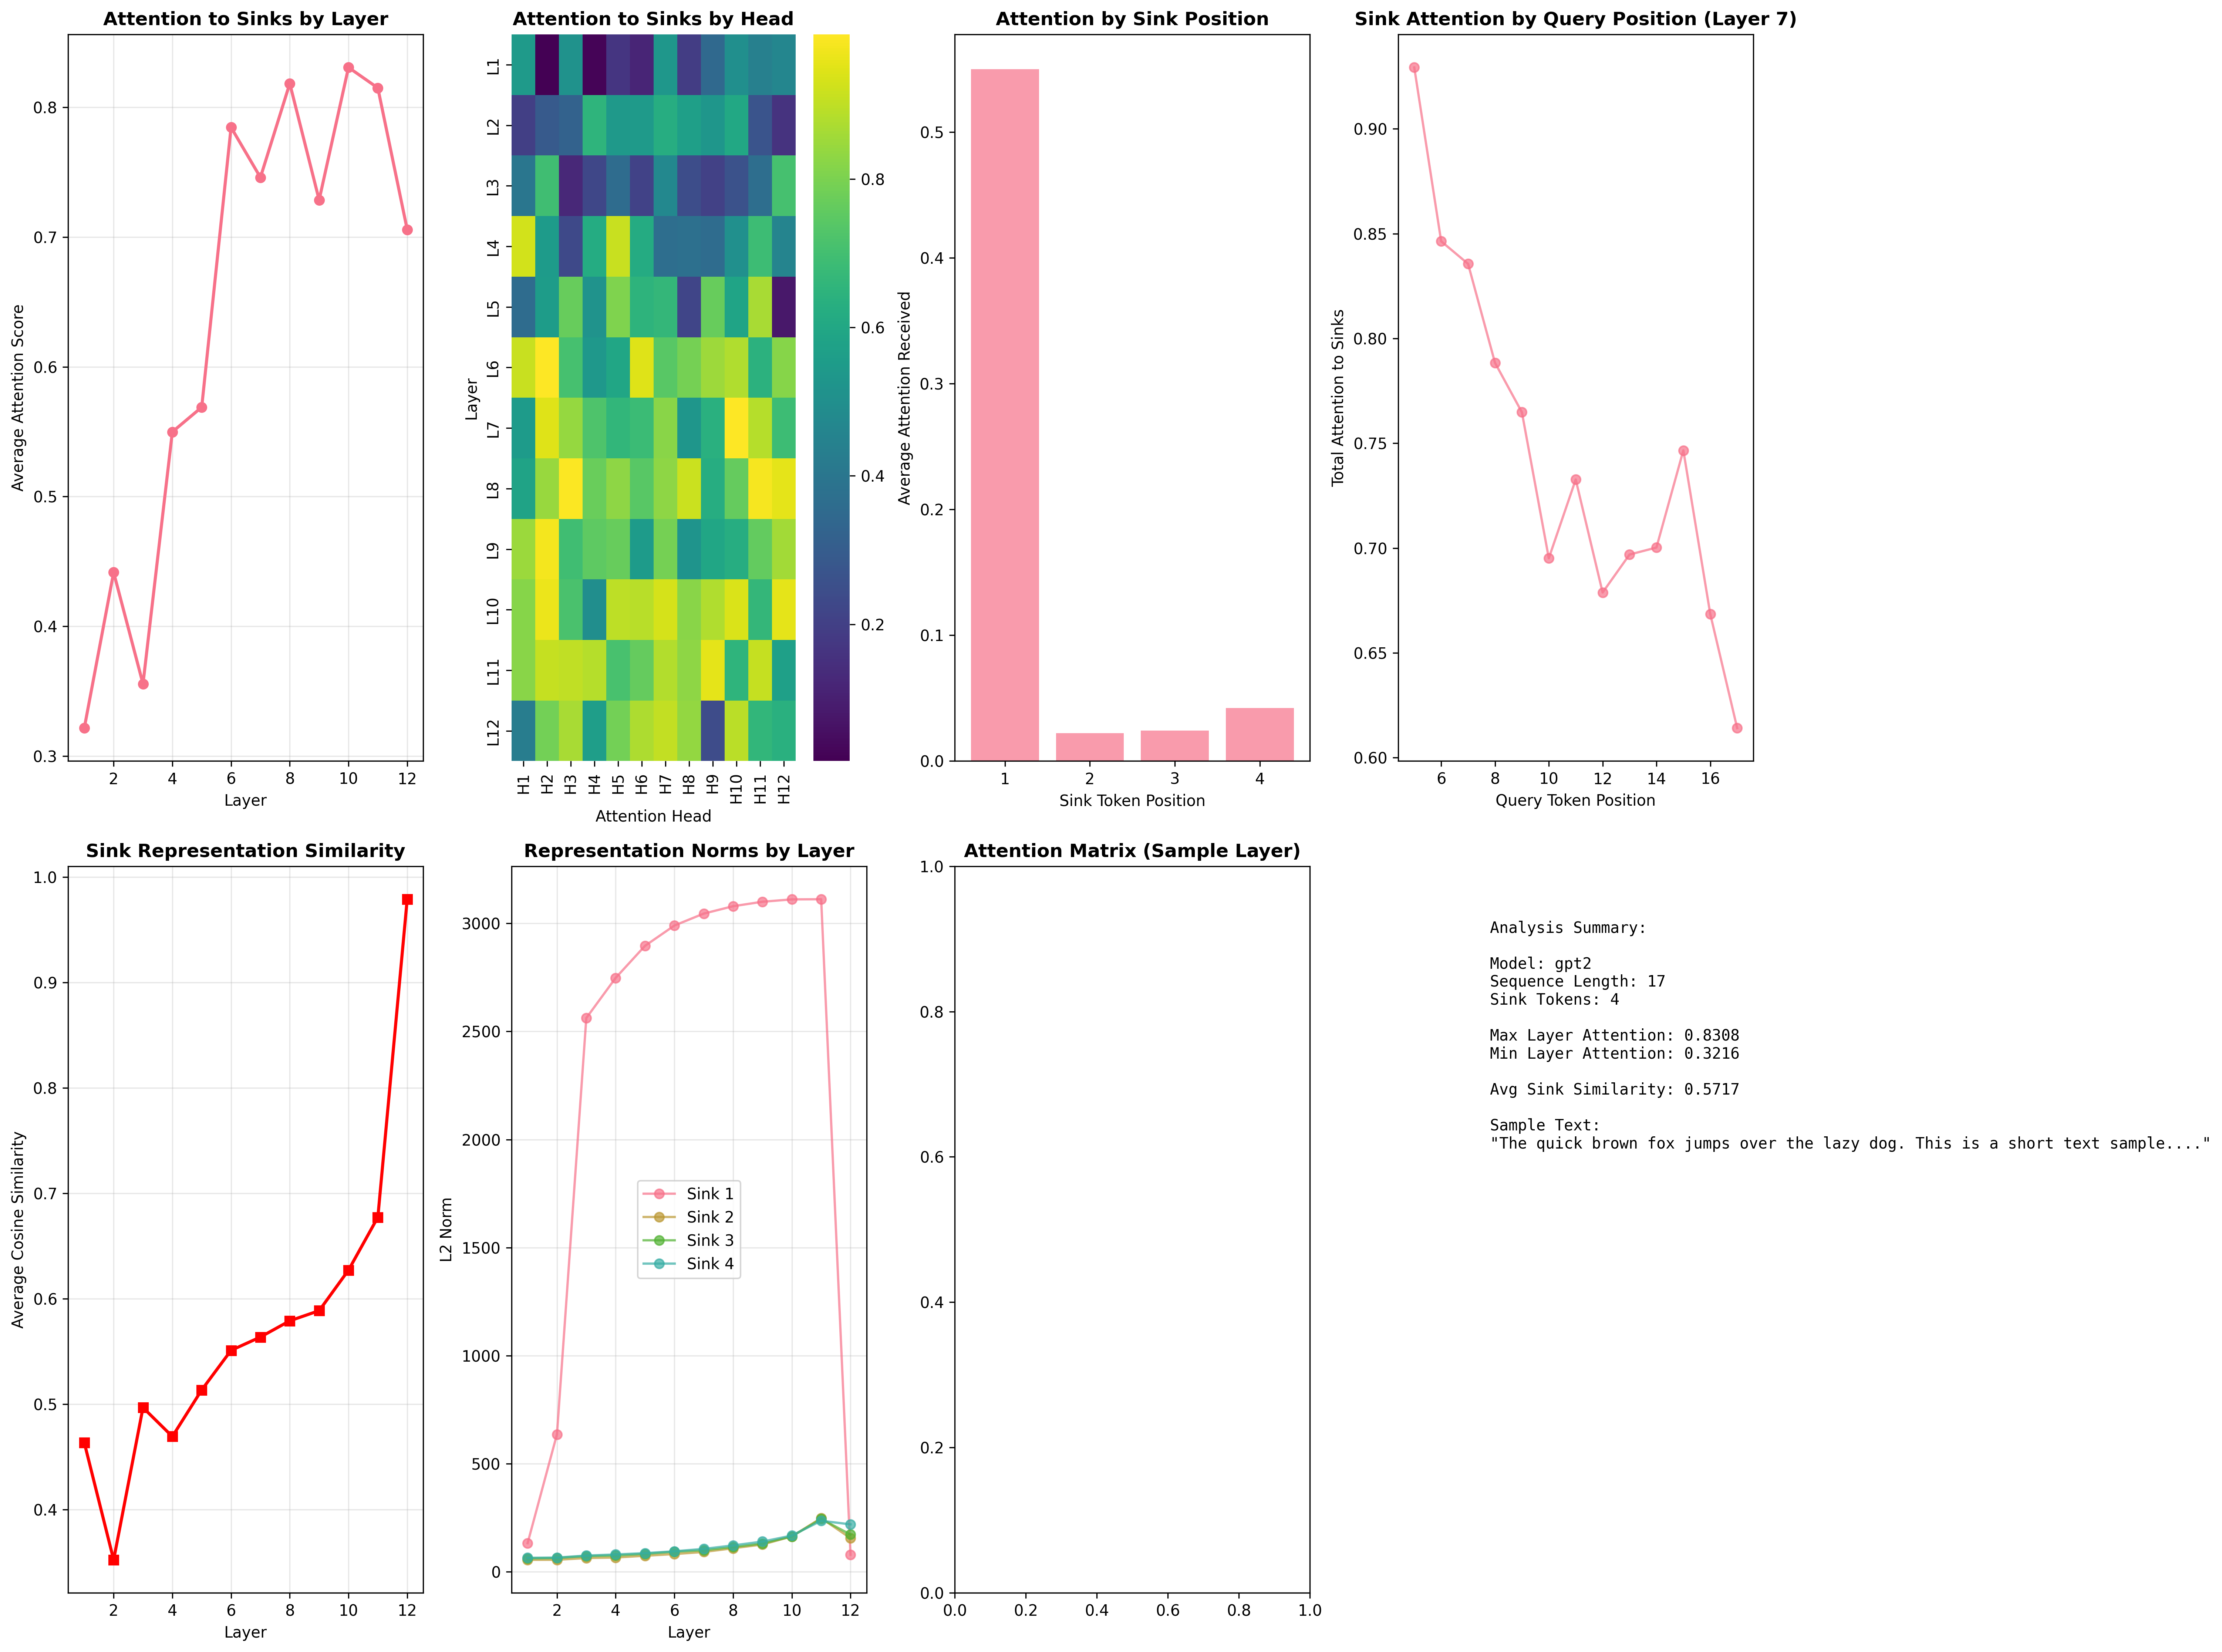 Attention to Sinks by Layer
Average Attention Score
0.8
0.7
0.6
0.5
0.4
0.3
2 4 6 8 10 12
Layer
Attention to Sinks by Head
Layer
L1
L2
L3
L4
L5
L6
L7
L8
L9
L10
L11
L12
H1 H2 H3 H4 H5 H6 H7 H8 H9 H10 H11 H12
Attention Head
0.8
0.6
0.4
0.2
Attention by Sink Position
Average Attention Received
0.5
0.4
0.3
0.2
0.1
0.0
1 2 3 4
Sink Token Position
Sink Attention by Query Position (Layer 7)
Total Attention to Sinks
0.90
0.85
0.80
0.75
0.70
0.65
0.60
6 8 10 12 14 16
Query Token Position
Sink Representation Similarity
Average Cosine Similarity
1.0
0.9
0.8
0.7
0.6
0.5
0.4
2 4 6 8 10 12
Layer
Representation Norms by Layer
L2 Norm
3000
2500
2000
1500
1000
500
0
Sink 1
Sink 2
Sink 3
Sink 4
2 4 6 8 10 12
Layer
Attention Matrix (Sample Layer)
1.0
0.8
0.6
0.4
0.2
0.0
0.0 0.2 0.4 0.6 0.8 1.0
Analysis Summary:
Model: gpt2
Sequence Length: 17
Sink Tokens: 4
Max Layer Attention: 0.8308
Min Layer Attention: 0.3216
Avg Sink Similarity: 0.5717
Sample Text:
"The quick brown fox jumps over the lazy dog. This is a short text sample...."